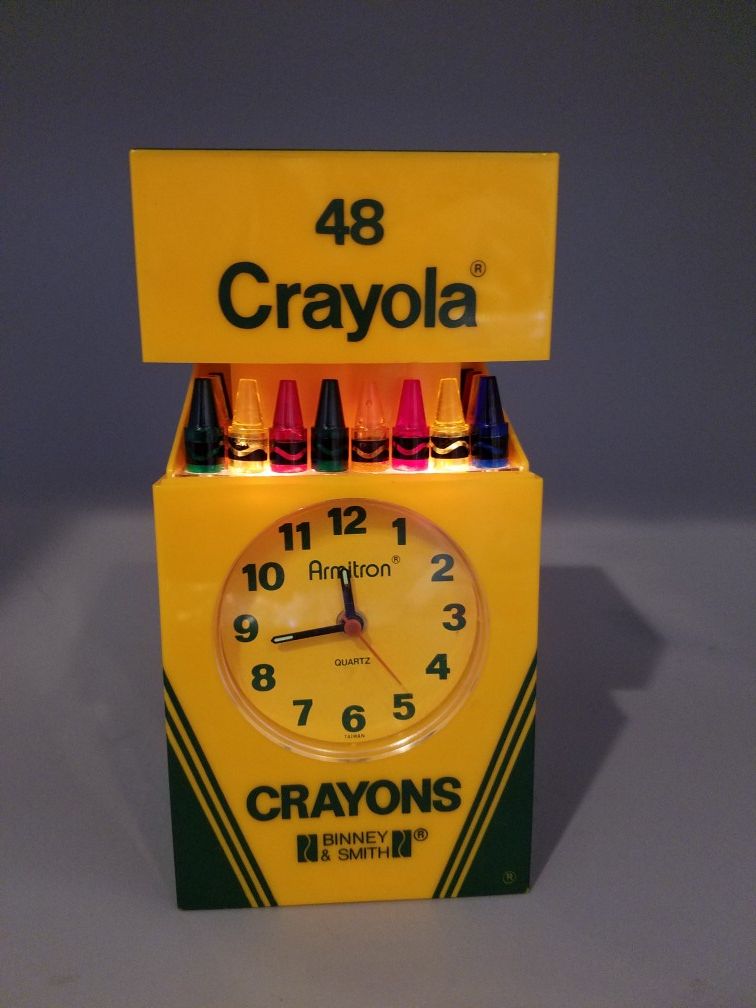 48
Crayola®
12
11 1
10 2
Armitron®
9 3
QUARTZ
8 4
7 5
6
TAIWAN
CRAYONS
BINNEY ®
& SMITH
®